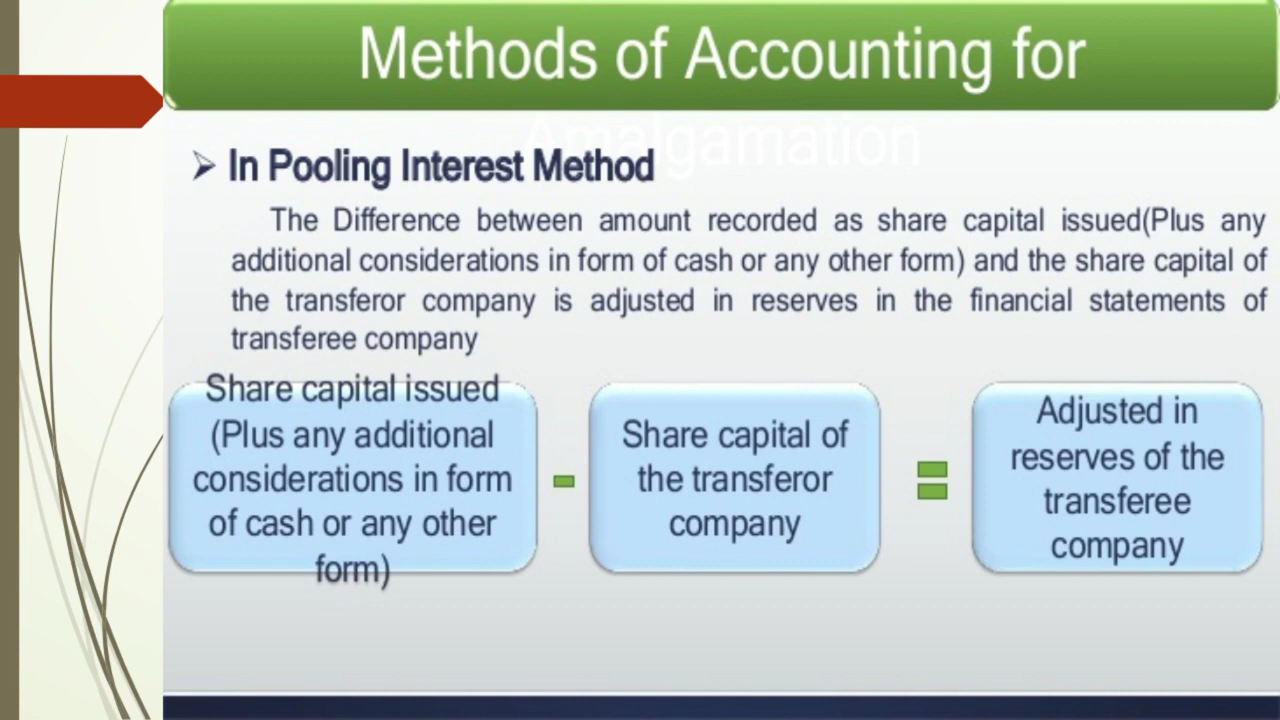 Methods of Accounting for
Amalgamation
➢ In Pooling Interest Method
The Difference between amount recorded as share capital issued(Plus any
additional considerations in form of cash or any other form) and the share capital of
the transferor company is adjusted in reserves in the financial statements of
transferee company
Share capital issued
(Plus any additional
considerations in form
of cash or any other
form)
-
Share capital of
the transferor
company
=
Adjusted in
reserves of the
transferee
company